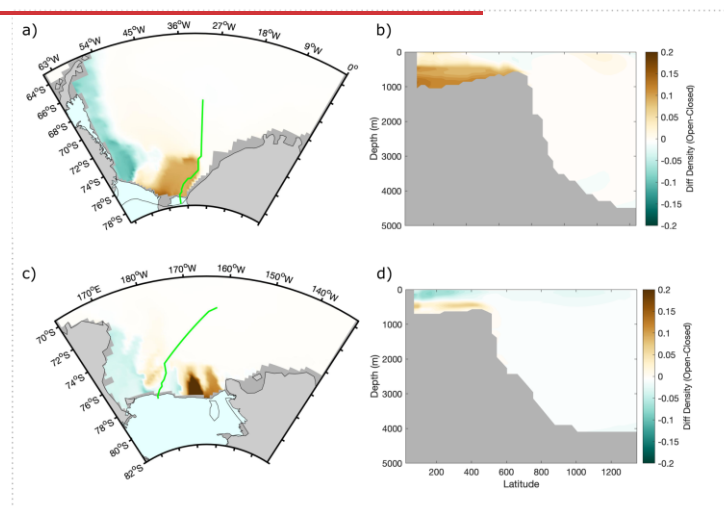 a)
63°W
54°W
45°W
36°W
27°W
18°W
9°W
0°
64°S
66°S
68°S
70°S
72°S
74°S
76°S
78°S
b)
0
1000
2000
3000
4000
5000
Depth (m)
0.2
0.15
0.1
0.05
0
-0.05
-0.1
-0.15
-0.2
Diff Density (Open-Closed)
c)
170°E
180°W
170°W
160°W
150°W
140°W
70°S
72°S
74°S
76°S
80°S
82°S
d)
0
1000
2000
3000
4000
5000
Depth (m)
200 400 600 800 1000 1200
Latitude
0.2
0.15
0.1
0.05
0
-0.05
-0.1
-0.15
-0.2
Diff Density (Open-Closed)